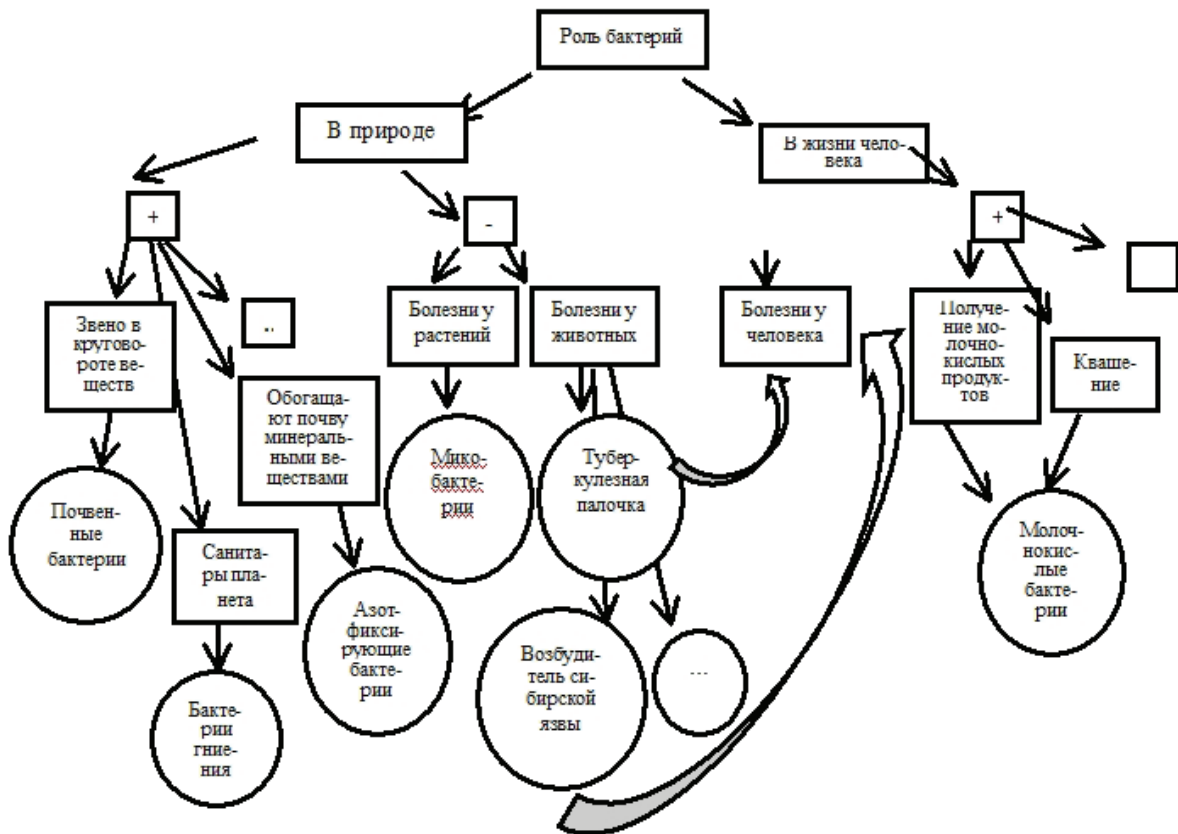 Роль бактерий
В природе
В жизни чело-
века
+
-
+
Звено в
кругово-
роте ве-
ществ
..
Болезни у
растений
Болезни у
животных
Болезни у
человека
Получе-
ние мо-
лочно-
кислых
продук-
тов
Кваше-
ние
Обогаща-
ют почву
минераль-
ными ве-
ществами
Почвен-
ные
бактерии
Мико-
бакте-
рии
Тубер-
кулезная
палочка
Санита-
ры пла-
нета
Молоч-
нокис-
лые
бакте-
рии
Азот-
фикси-
рующие
бакте-
рии
Возбуди-
тель си-
бирской
язвы
...
Бакте-
рии
гние-
ния